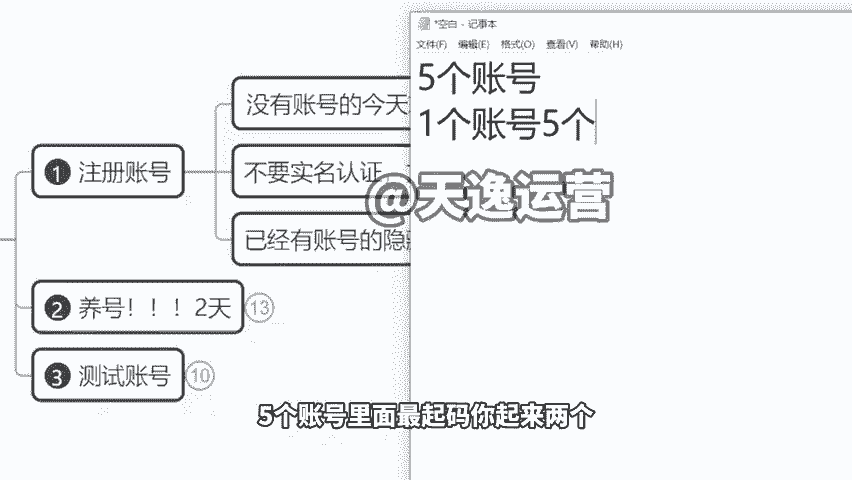 *空白 - 记事本
文件(F) 编辑(E) 格式(O) 查看(V) 帮助(H)
5个账号
1个账号5个
没有账号的今天
1 注册账号
不要实名认证,
@天逸运营
已经有账号的隐
2 养号!!!2天 13
3 测试账号 10
5个账号里面最起码你起来两个